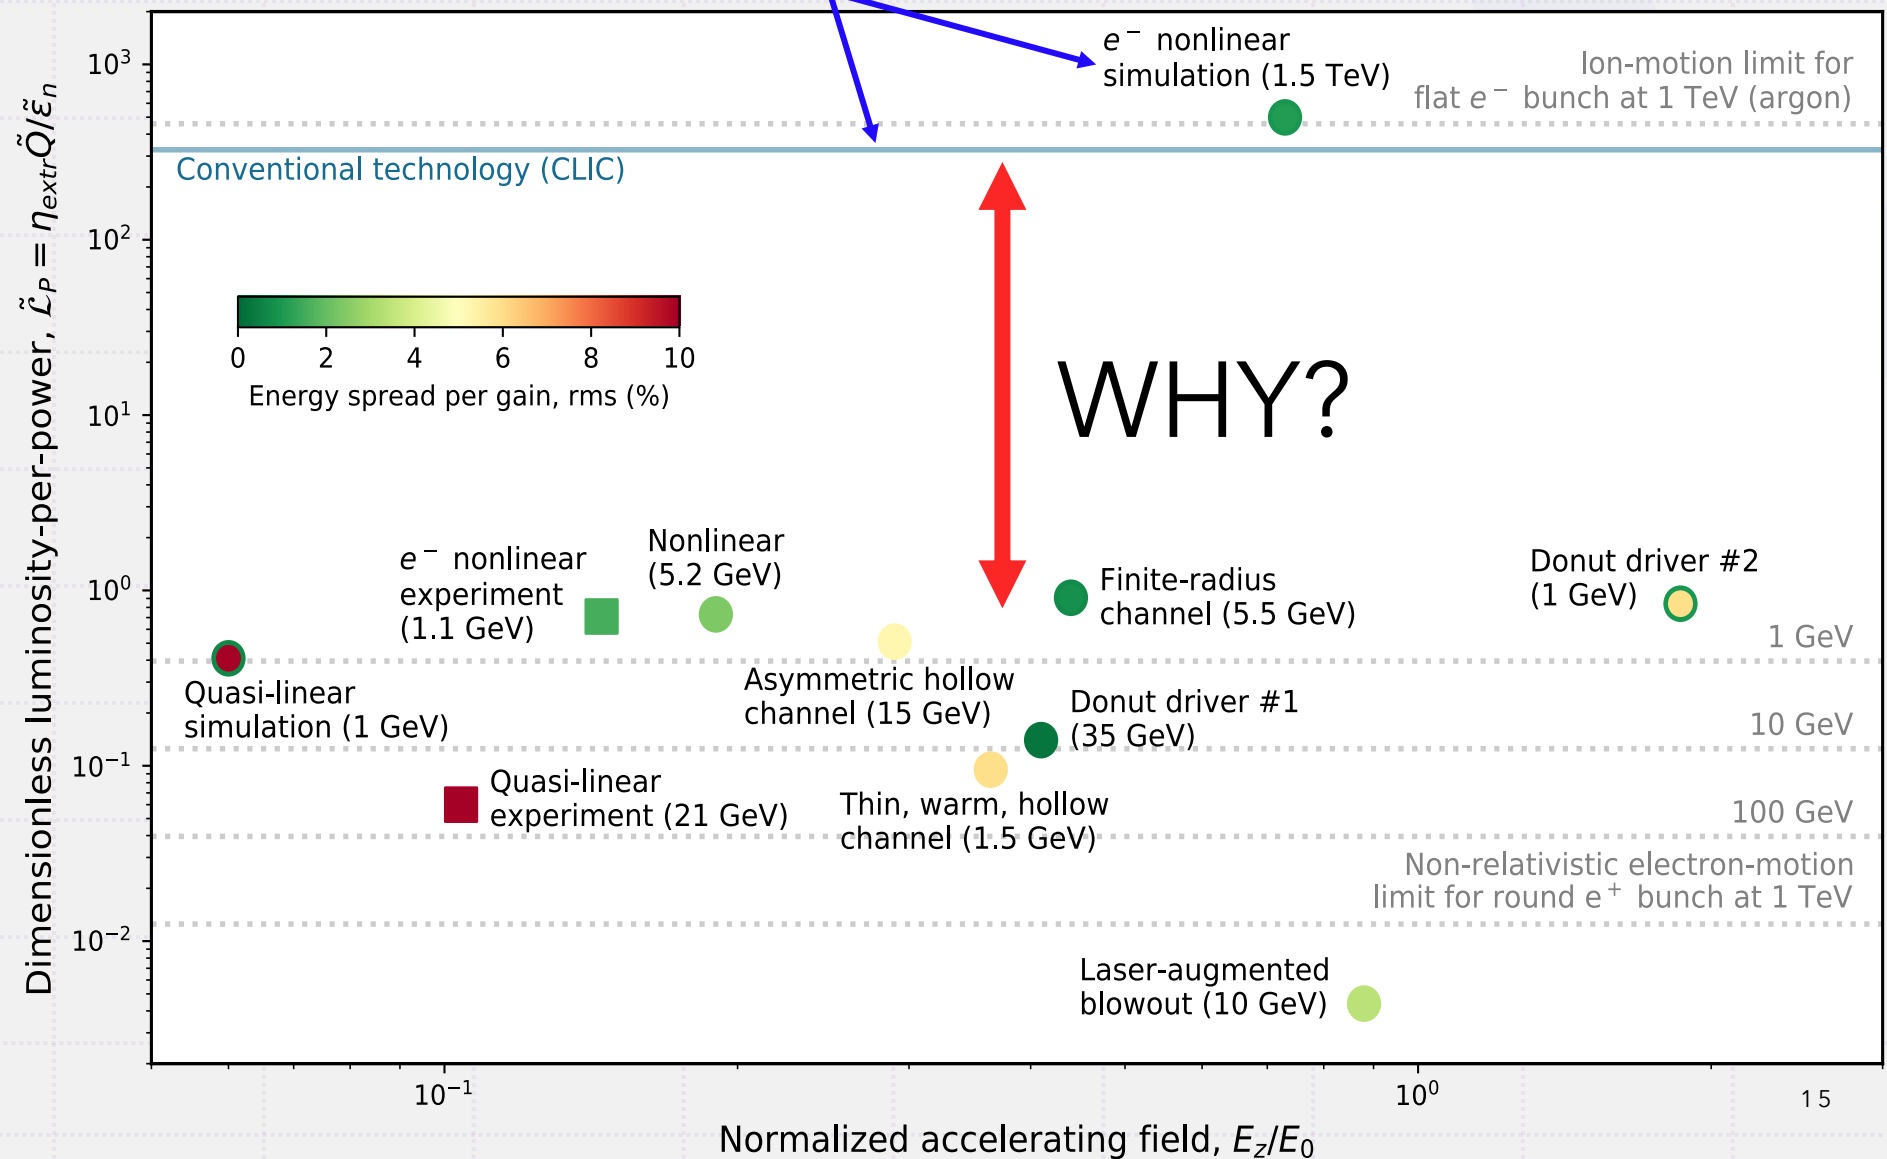 e⁻ nonlinear
simulation (1.5 TeV)
Ion-motion limit for
flat e⁻ bunch at 1 TeV (argon)
10³
Conventional technology (CLIC)
10²
0 2 4 6 8 10
Energy spread per gain, rms (%)
WHY?
10¹
Dimensionless luminosity-per-power, ℒ̃_P = η_extr Q̃/ε̃_n
e⁻ nonlinear
experiment
(1.1 GeV)
Nonlinear
(5.2 GeV)
Finite-radius
channel (5.5 GeV)
Donut driver #2
(1 GeV)
10⁰
1 GeV
Quasi-linear
simulation (1 GeV)
Asymmetric hollow
channel (15 GeV)
Donut driver #1
(35 GeV)
10 GeV
10⁻¹
Quasi-linear
experiment (21 GeV)
Thin, warm, hollow
channel (1.5 GeV)
100 GeV
Non-relativistic electron-motion
limit for round e⁺ bunch at 1 TeV
10⁻²
Laser-augmented
blowout (10 GeV)
10⁻¹ 10⁰
15
Normalized accelerating field, E_z/E_0